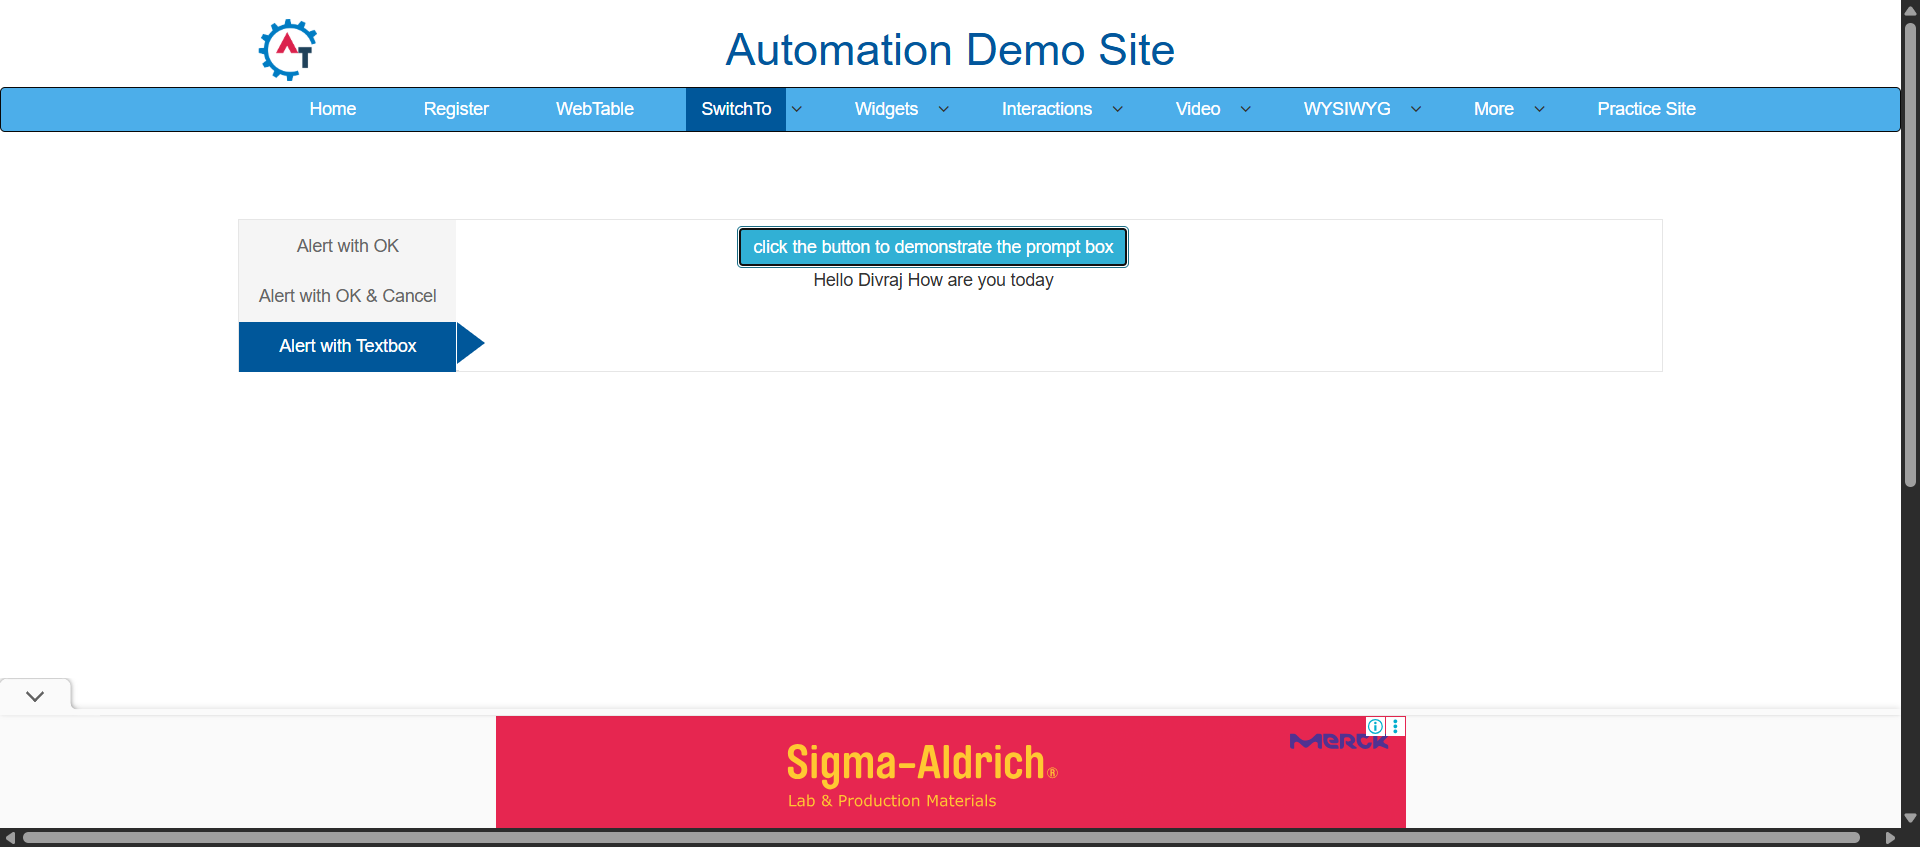 AT
Automation Demo Site
Home Register WebTable SwitchTo Widgets Interactions Video WYSIWYG More Practice Site
Alert with OK
Alert with OK & Cancel
Alert with Textbox
click the button to demonstrate the prompt box
Hello Divraj How are you today
MERCK
Sigma-Aldrich®
Lab & Production Materials